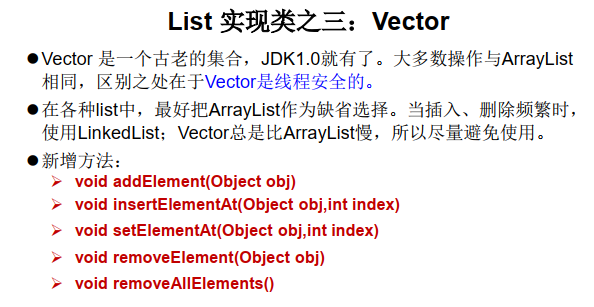 List 实现类之三：Vector
●Vector 是一个古老的集合，JDK1.0就有了。大多数操作与ArrayList
相同，区别之处在于Vector是线程安全的。
●在各种list中，最好把ArrayList作为缺省选择。当插入、删除频繁时，
使用LinkedList；Vector总是比ArrayList慢，所以尽量避免使用。
●新增方法：
➢ void addElement(Object obj)
➢ void insertElementAt(Object obj,int index)
➢ void setElementAt(Object obj,int index)
➢ void removeElement(Object obj)
➢ void removeAllElements()